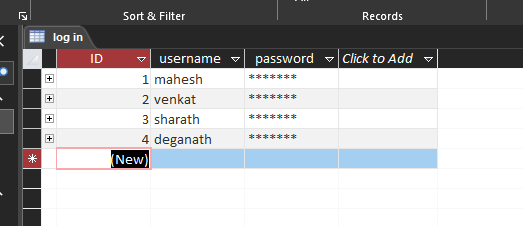 Sort & Filter Records
log in
ID username password Click to Add
1 mahesh *******
2 venkat *******
3 sharath *******
4 deganath *******
(New)